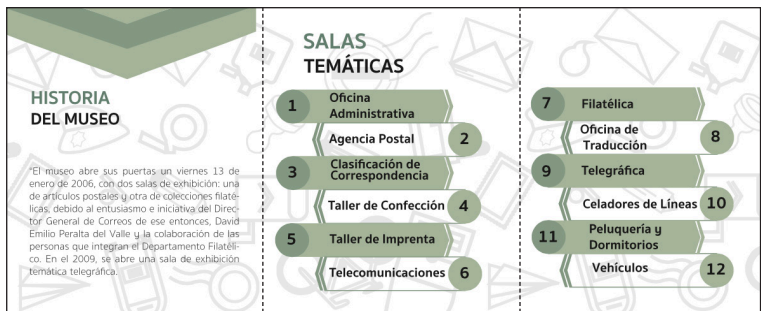 HISTORIA
DEL MUSEO
"El museo abre sus puertas un viernes 13 de
enero de 2006, con dos salas de exhibición: una
de artículos postales y otra de colecciones filaté-
licas, debido al entusiasmo e iniciativa del Direc-
tor General de Correos de ese entonces, David
Emilio Peralta del Valle y la colaboración de las
personas que integran el Departamento Filatéli-
co. En el 2009, se abre una sala de exhibición
temática telegráfica.
SALAS
TEMÁTICAS
1 Oficina
Administrativa
Agencia Postal 2
3 Clasificación de
Correspondencia
Taller de Confección 4
5 Taller de Imprenta
Telecomunicaciones 6
7 Filatélica
Oficina de
Traducción 8
9 Telegráfica
Celadores de Líneas 10
11 Peluquería y
Dormitorios
Vehículos 12